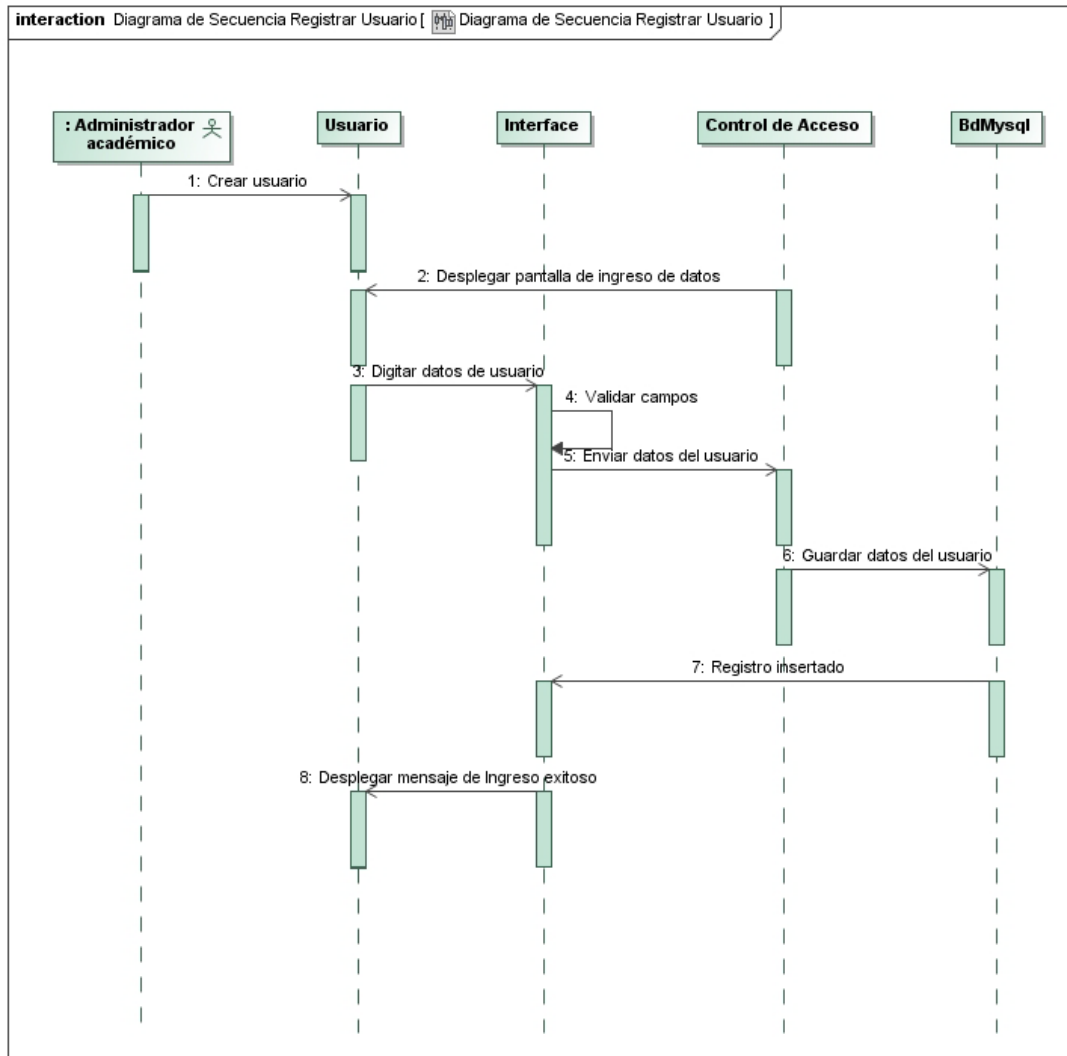 interaction Diagrama de Secuencia Registrar Usuario [ Diagrama de Secuencia Registrar Usuario ]
: Administrador
académico
Usuario
Interface
Control de Acceso
BdMysql
1: Crear usuario
2: Desplegar pantalla de ingreso de datos
3: Digitar datos de usuario
4: Validar campos
5: Enviar datos del usuario
6: Guardar datos del usuario
7: Registro insertado
8: Desplegar mensaje de Ingreso exitoso